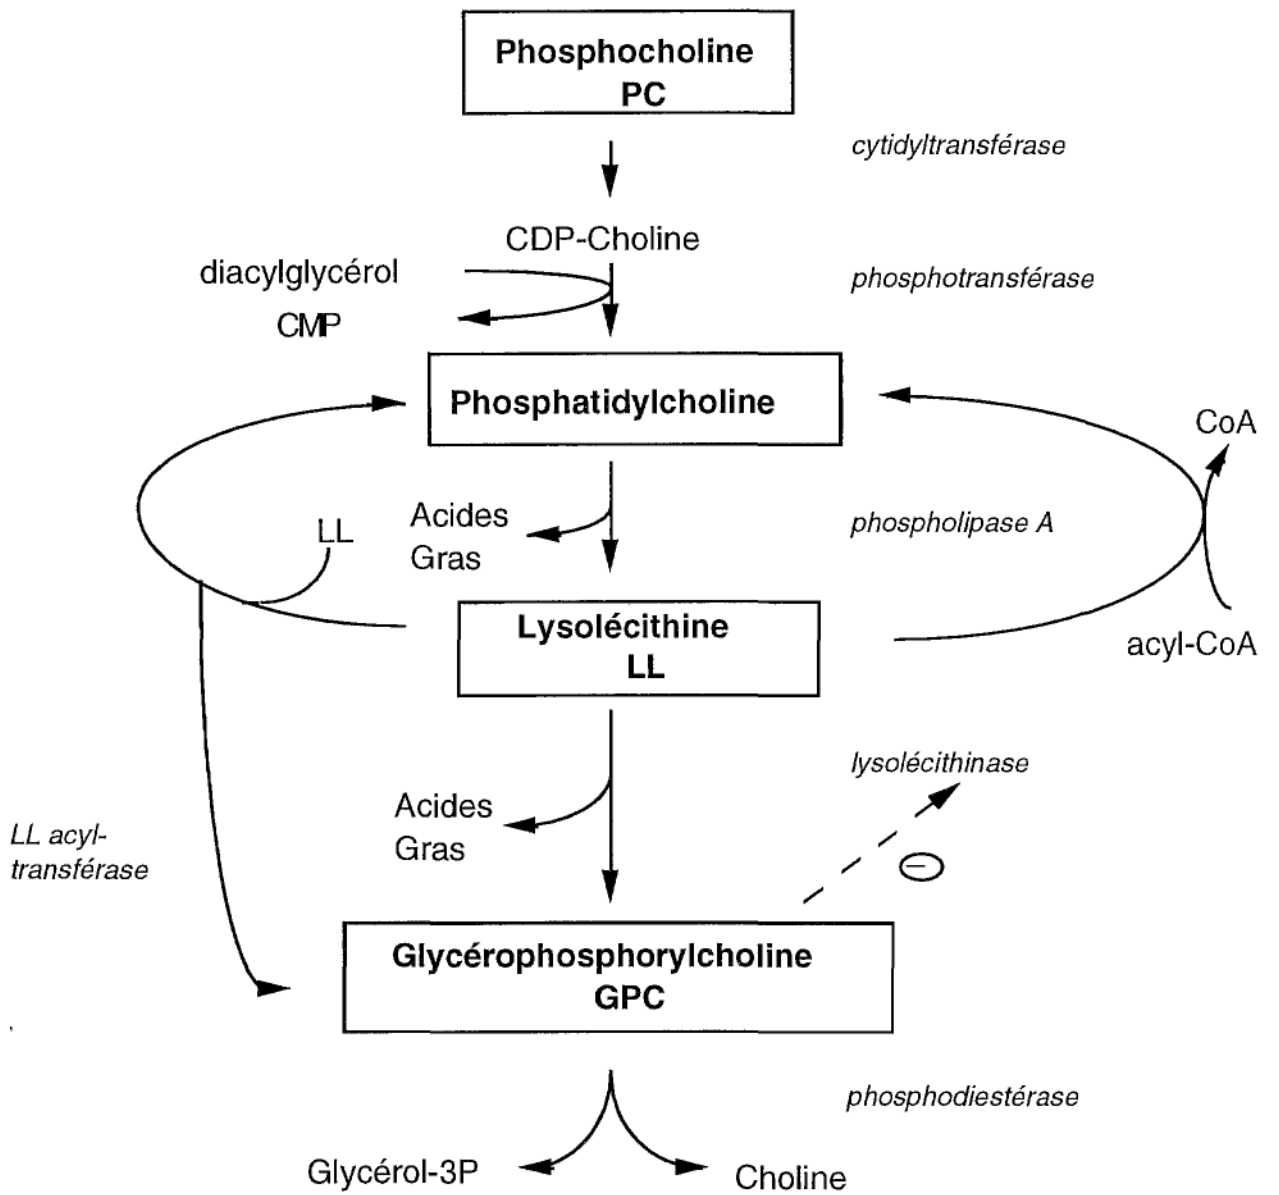 Phosphocholine
PC
cytidyltransférase
CDP-Choline
diacylglycérol
phosphotransférase
CMP
Phosphatidylcholine
CoA
Acides
Gras
LL
phospholipase A
Lysolécithine
LL
acyl-CoA
lysolécithinase
Acides
Gras
LL acyl-
transférase
−
Glycérophosphorylcholine
GPC
phosphodiestérase
Glycérol-3P
Choline